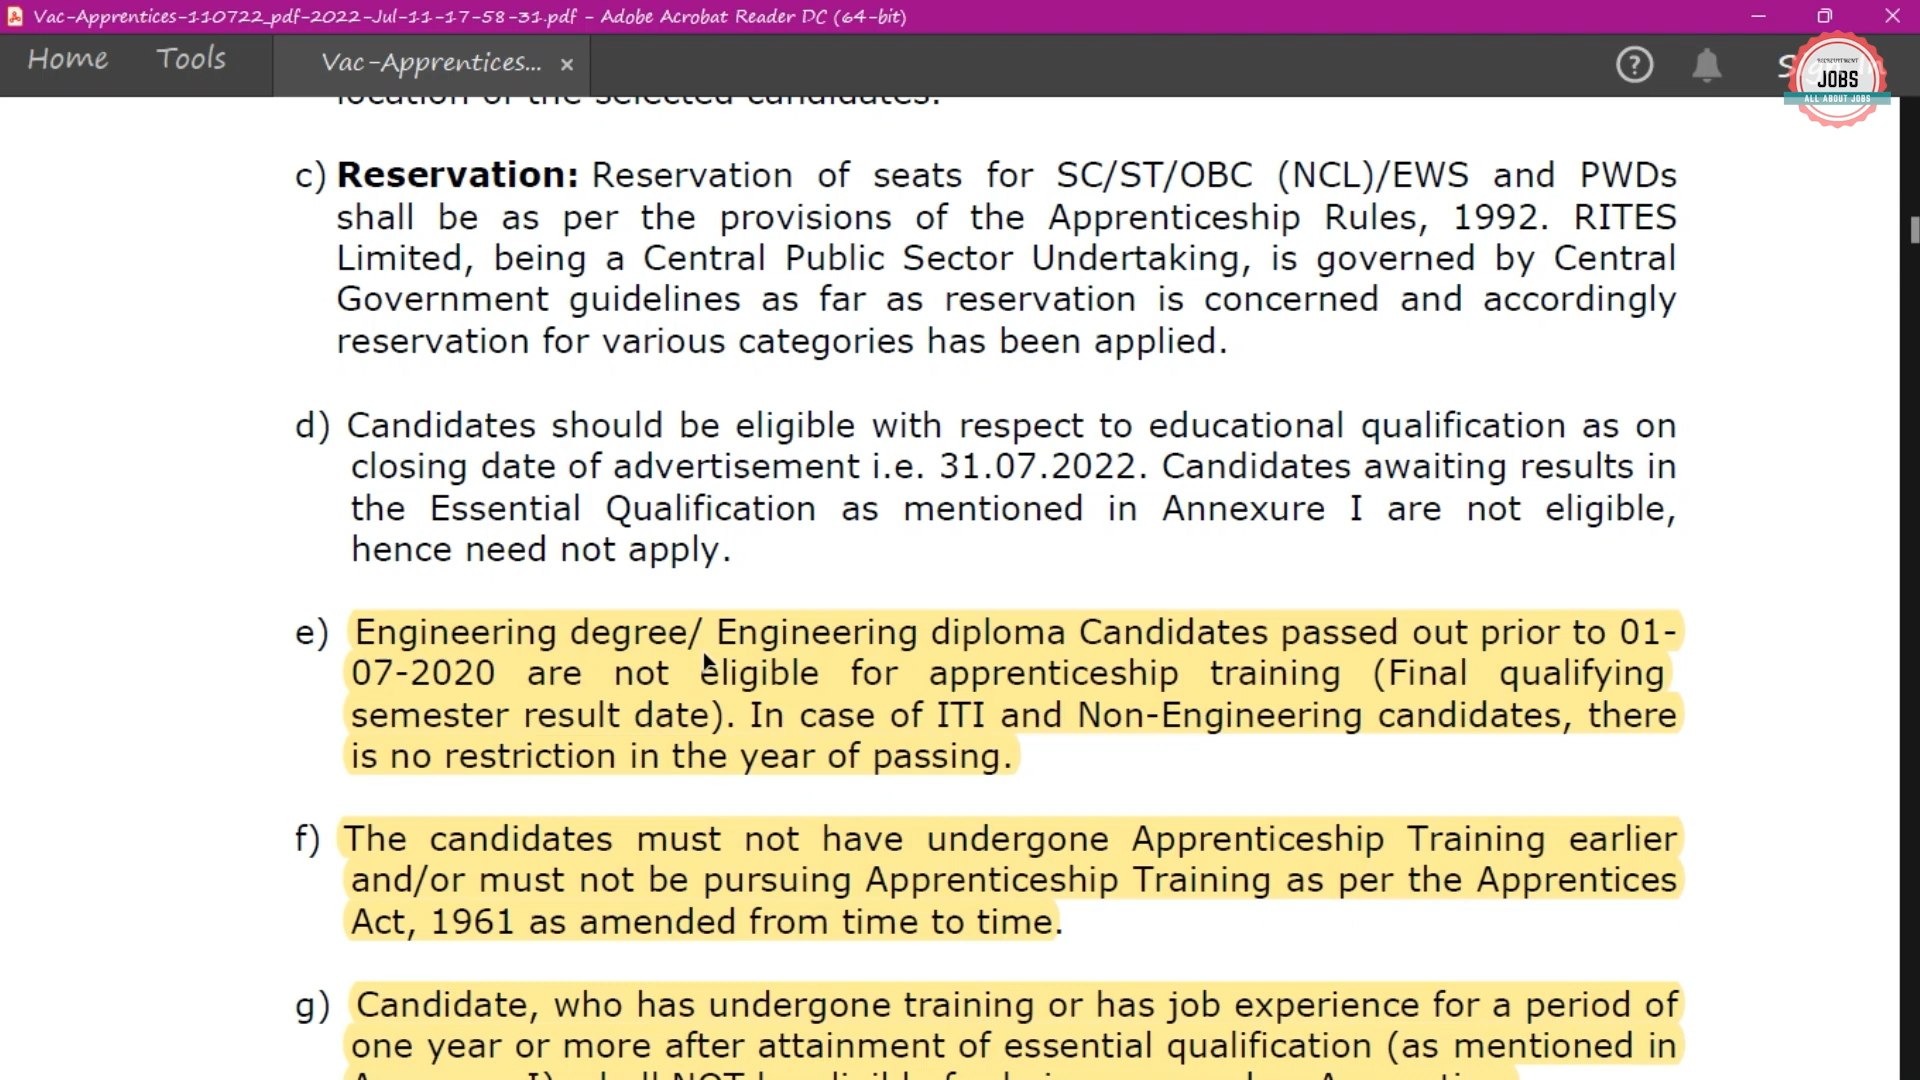 Vac-Apprentices-110722_pdf-2022-Jul-11-17-58-31.pdf - Adobe Acrobat Reader DC (64-bit)
Home Tools Vac-Apprentices... ×
RECRUITMENT
JOBS
ALL ABOUT JOBS
location of the selected candidates.
c) Reservation: Reservation of seats for SC/ST/OBC (NCL)/EWS and PWDs
shall be as per the provisions of the Apprenticeship Rules, 1992. RITES
Limited, being a Central Public Sector Undertaking, is governed by Central
Government guidelines as far as reservation is concerned and accordingly
reservation for various categories has been applied.
d) Candidates should be eligible with respect to educational qualification as on
closing date of advertisement i.e. 31.07.2022. Candidates awaiting results in
the Essential Qualification as mentioned in Annexure I are not eligible,
hence need not apply.
e) Engineering degree/ Engineering diploma Candidates passed out prior to 01-
07-2020 are not eligible for apprenticeship training (Final qualifying
semester result date). In case of ITI and Non-Engineering candidates, there
is no restriction in the year of passing.
f) The candidates must not have undergone Apprenticeship Training earlier
and/or must not be pursuing Apprenticeship Training as per the Apprentices
Act, 1961 as amended from time to time.
g) Candidate, who has undergone training or has job experience for a period of
one year or more after attainment of essential qualification (as mentioned in